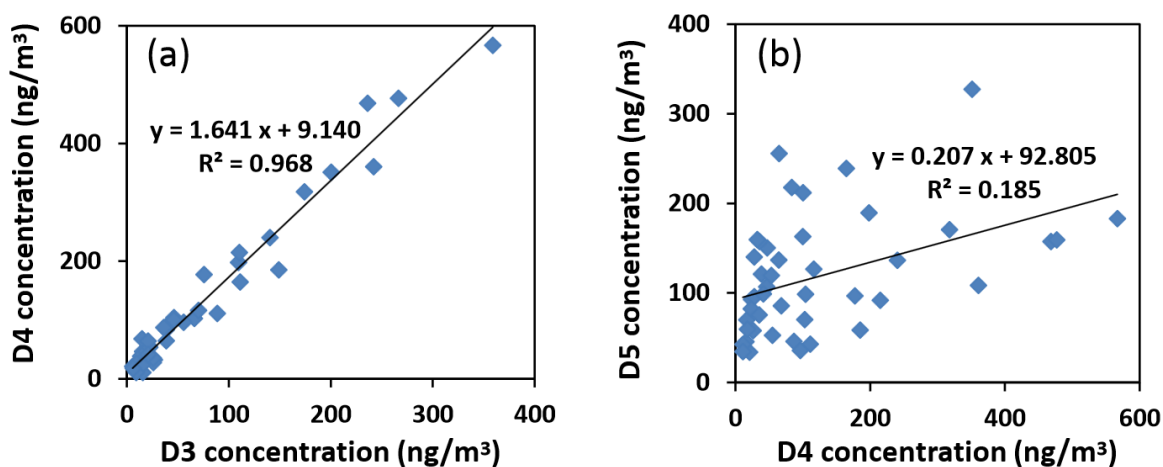 (a)
D4 concentration (ng/m³)
600
400
200
0
y = 1.641 x + 9.140
R² = 0.968
0 100 200 300 400
D3 concentration (ng/m³)
(b)
D5 concentration (ng/m³)
400
300
200
100
0
y = 0.207 x + 92.805
R² = 0.185
0 200 400 600
D4 concentration (ng/m³)